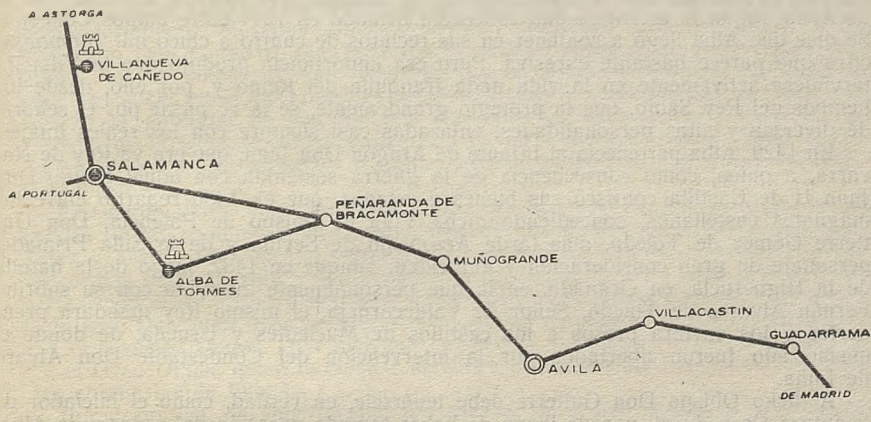 A ASTORGA
VILLANUEVA
DE CAÑEDO
SALAMANCA
A PORTUGAL
PEÑARANDA DE
BRACAMONTE
ALBA DE
TORMES
MUÑOGRANDE
VILLACASTIN
GUADARRAMA
AVILA
DE MADRID